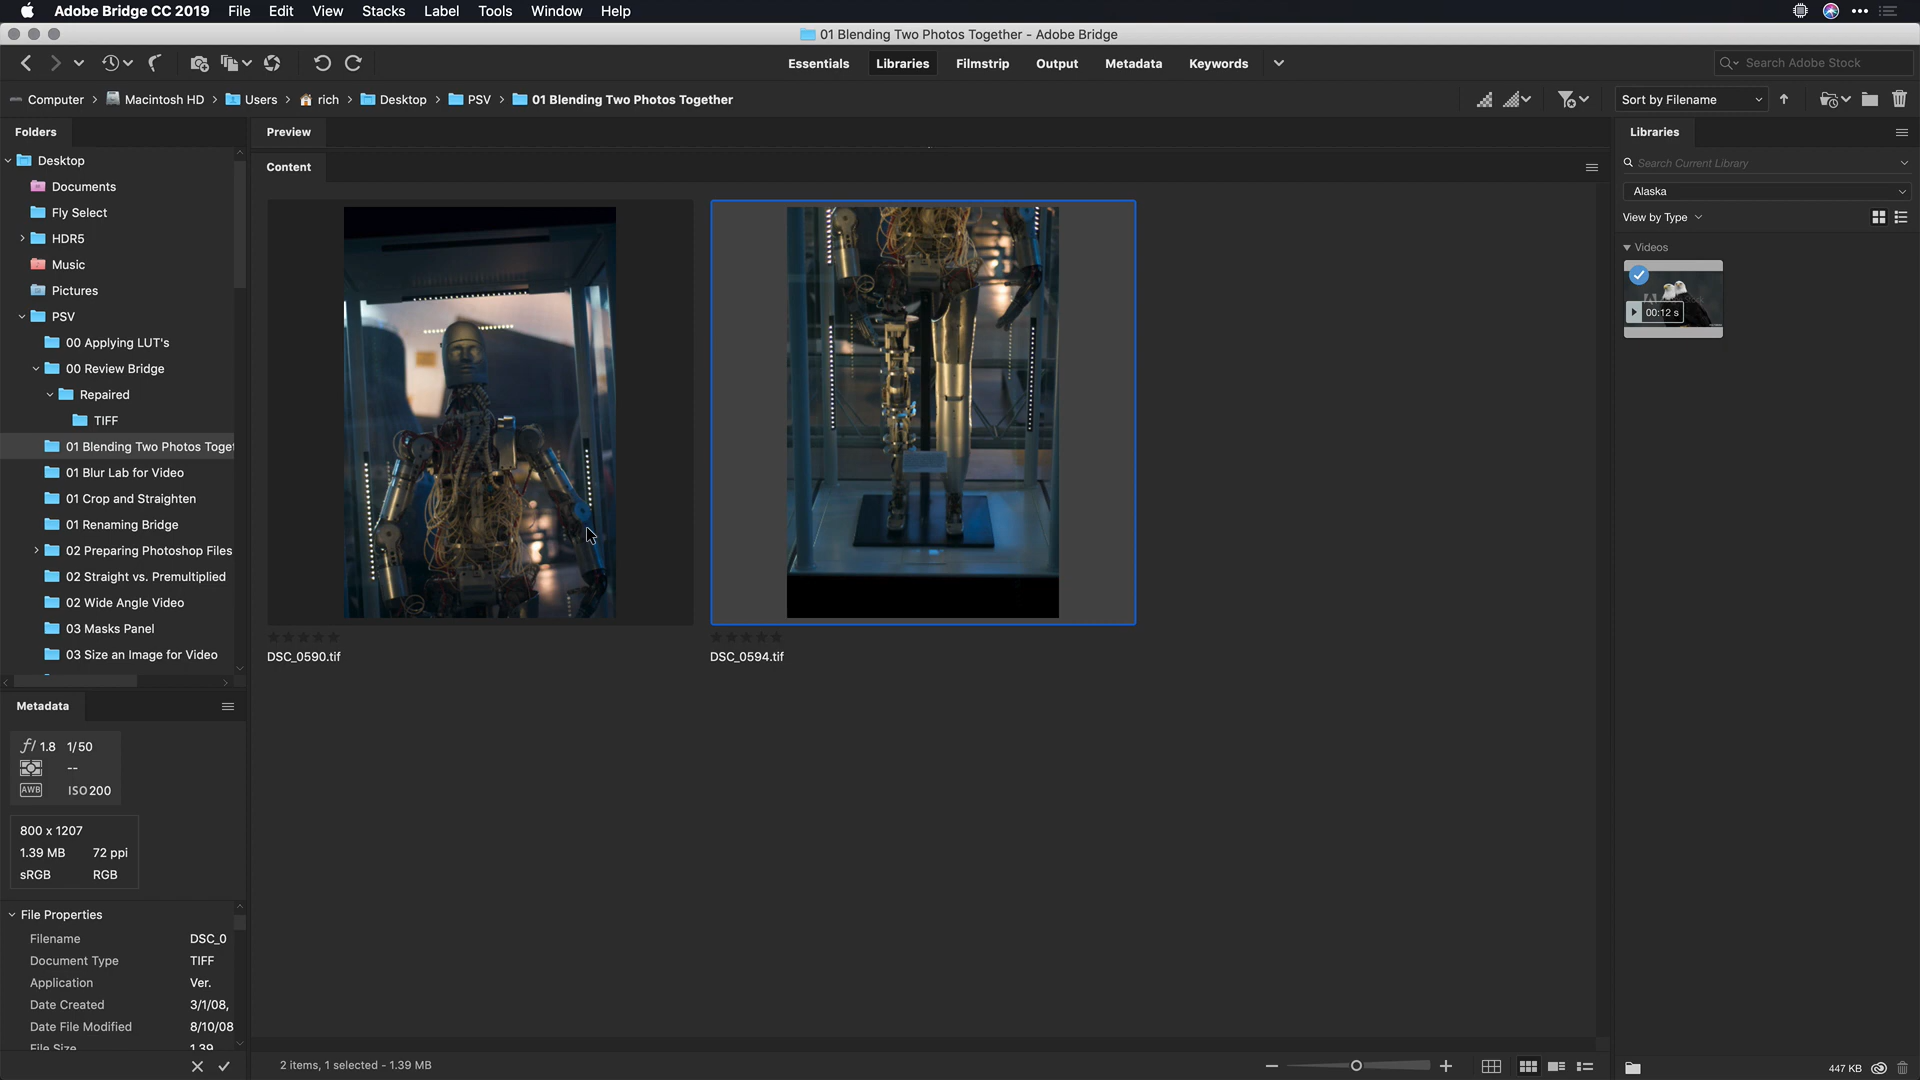 Adobe Bridge CC 2019 File Edit View Stacks Label Tools Window Help
01 Blending Two Photos Together - Adobe Bridge
Essentials Libraries Filmstrip Output Metadata Keywords
Search Adobe Stock
Computer Macintosh HD Users rich Desktop PSV 01 Blending Two Photos Together
Sort by Filename
Folders
Desktop
Documents
Fly Select
HDR5
Music
Pictures
PSV
00 Applying LUT's
00 Review Bridge
Repaired
TIFF
01 Blending Two Photos Toget
01 Blur Lab for Video
01 Crop and Straighten
01 Renaming Bridge
02 Preparing Photoshop Files
02 Straight vs. Premultiplied
02 Wide Angle Video
03 Masks Panel
03 Size an Image for Video
Metadata
f/ 1.8 1/50
--
AWB ISO200
800 x 1207
1.39 MB 72 ppi
sRGB RGB
File Properties
Filename DSC_0
Document Type TIFF
Application Ver.
Date Created 3/1/08,
Date File Modified 8/10/08
File Size 1.39
Preview
Content
DSC_0590.tif
DSC_0594.tif
2 items, 1 selected - 1.39 MB
Libraries
Search Current Library
Alaska
View by Type
Videos
00:12 s
447 KB